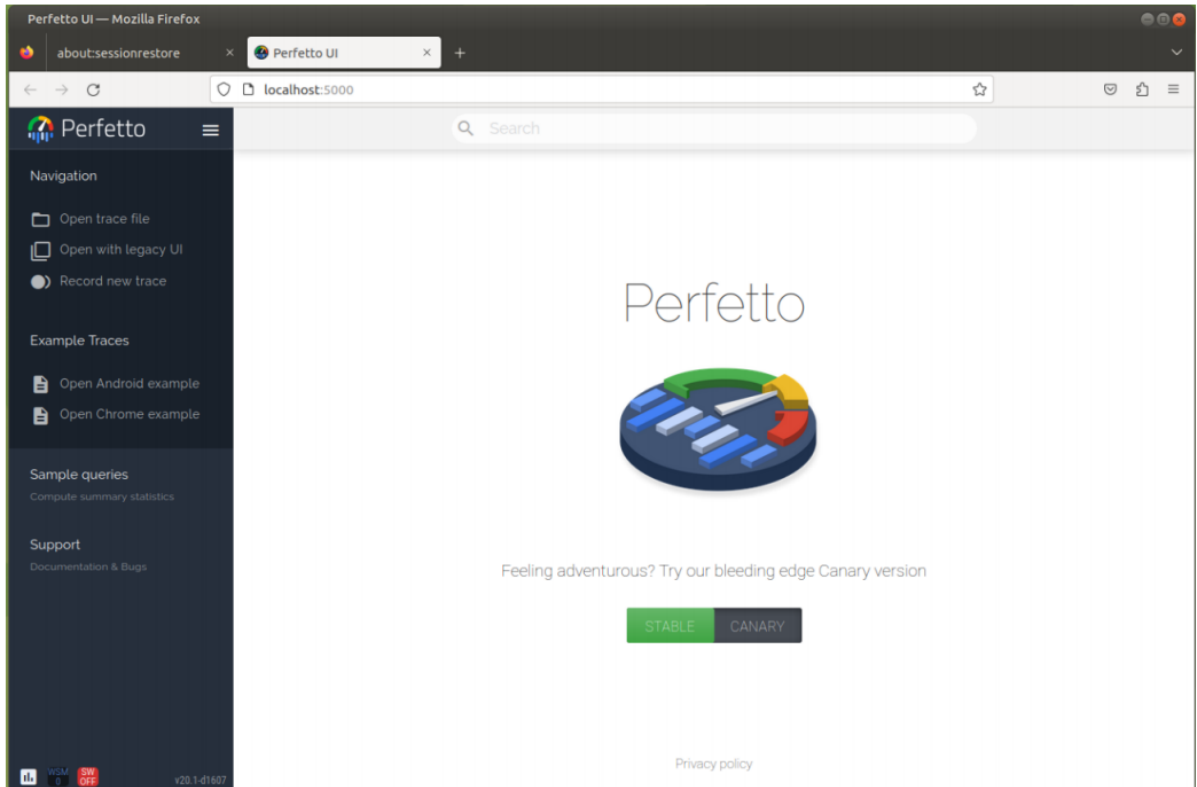 Perfetto UI — Mozilla Firefox
about:sessionrestore
Perfetto UI
localhost:5000
Perfetto
Search
Navigation
Open trace file
Open with legacy UI
Record new trace
Example Traces
Open Android example
Open Chrome example
Sample queries
Compute summary statistics
Support
Documentation & Bugs
WSM
0
SW
OFF
v20.1-d1607
Perfetto
Feeling adventurous? Try our bleeding edge Canary version
STABLE
CANARY
Privacy policy